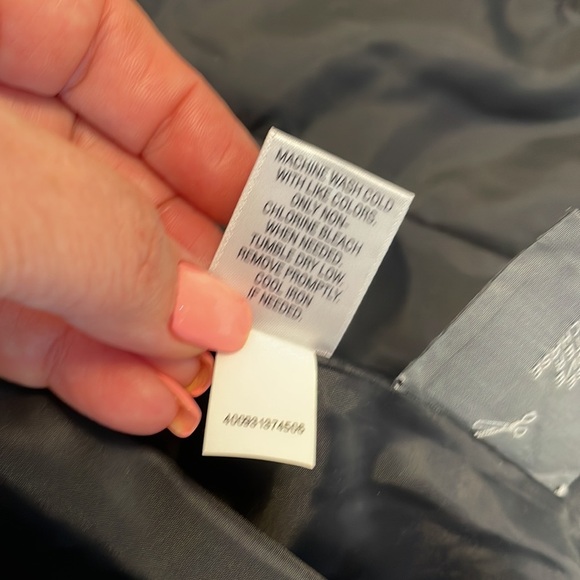 MACHINE WASH COLD
WITH LIKE COLORS.
ONLY NON-
CHLORINE BLEACH
WHEN NEEDED.
TUMBLE DRY LOW.
REMOVE PROMPTLY.
COOL IRON
IF NEEDED.
400931374506